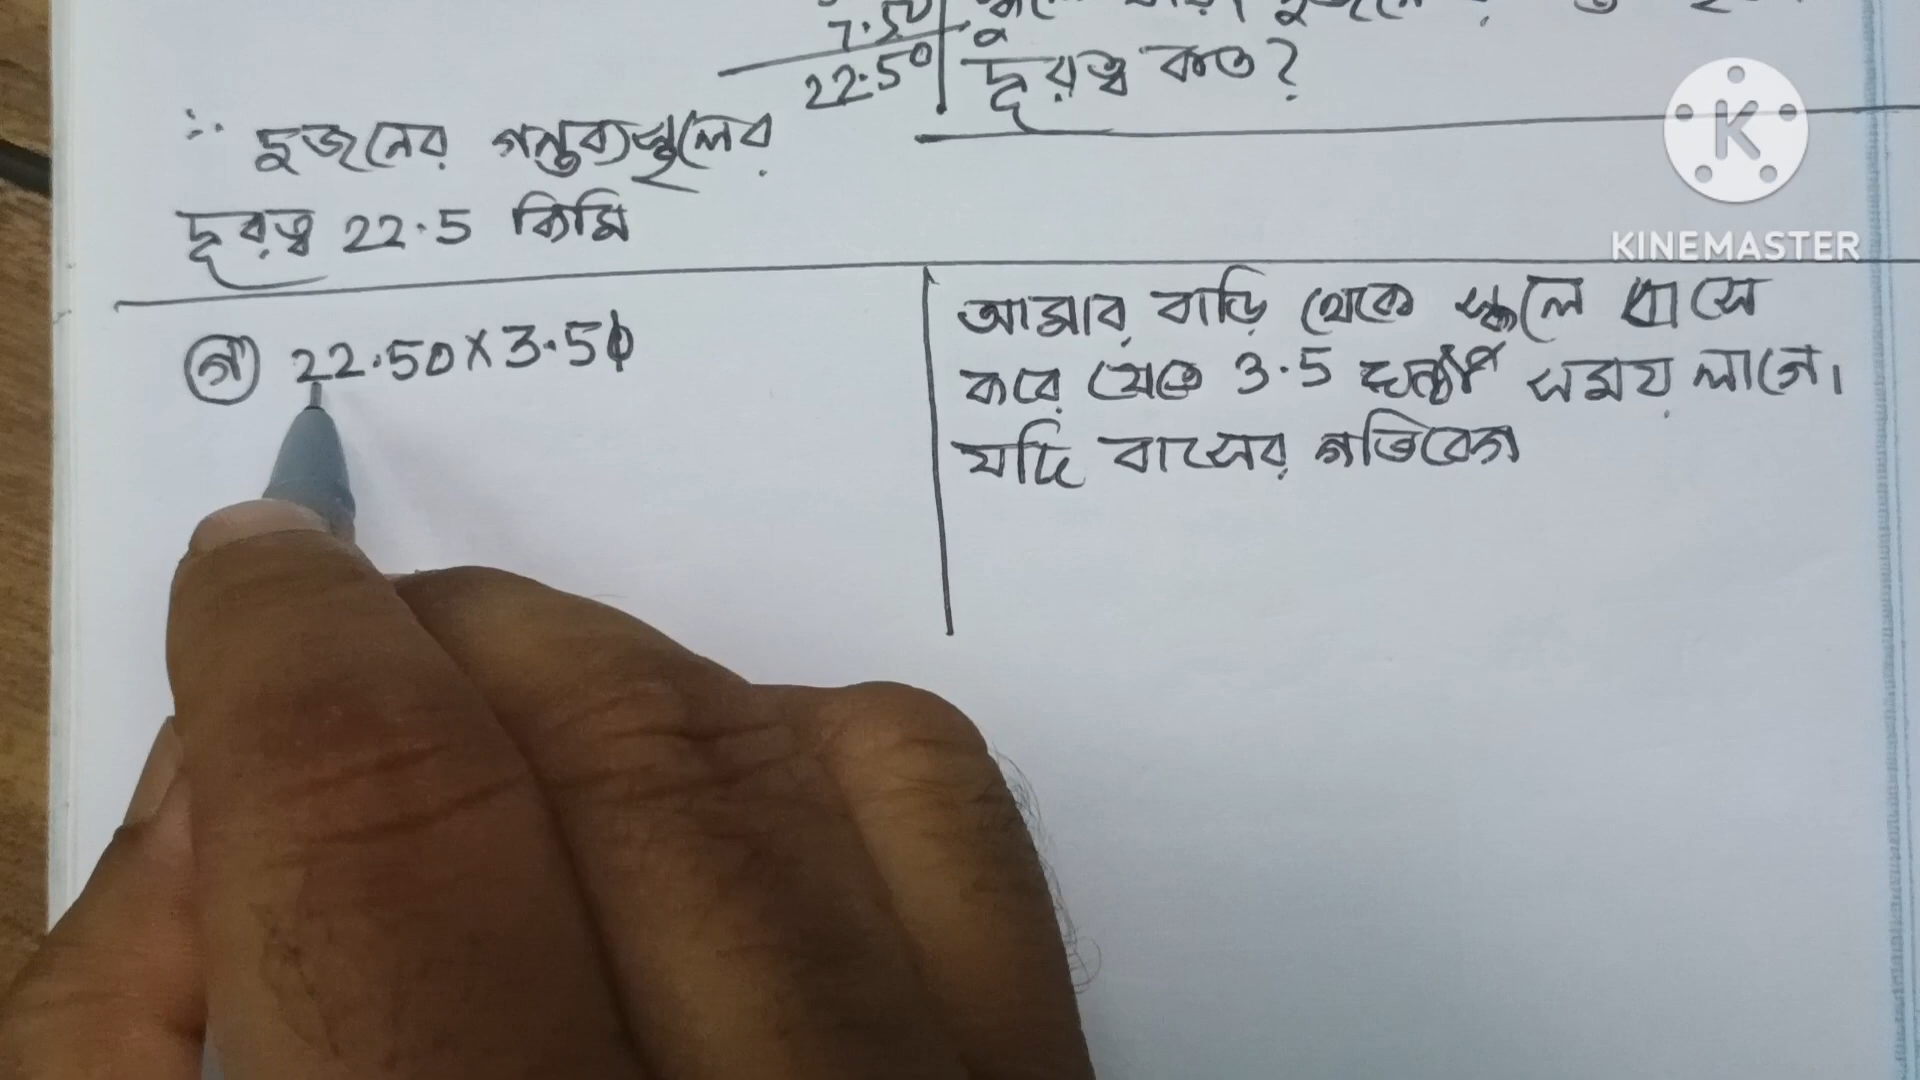 7.50
22.50
দূরত্ব কত?
∴ দুজনের গন্তব্যস্থলের
দূরত্ব 22.5 কিমি
গ 22.50×3.50
আমার বাড়ি থেকে স্কুলে বাসে
করে যেতে 3.5 ঘন্টা সময় লাগে।
যদি বাসের গতিবেগ
K
KINEMASTER